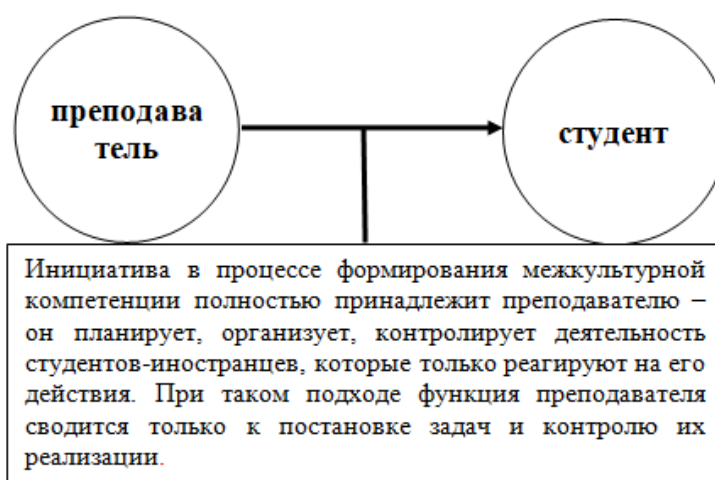 преподава
тель
студент
Инициатива в процессе формирования межкультурной
компетенции полностью принадлежит преподавателю –
он планирует, организует, контролирует деятельность
студентов-иностранцев, которые только реагируют на его
действия. При таком подходе функция преподавателя
сводится только к постановке задач и контролю их
реализации.